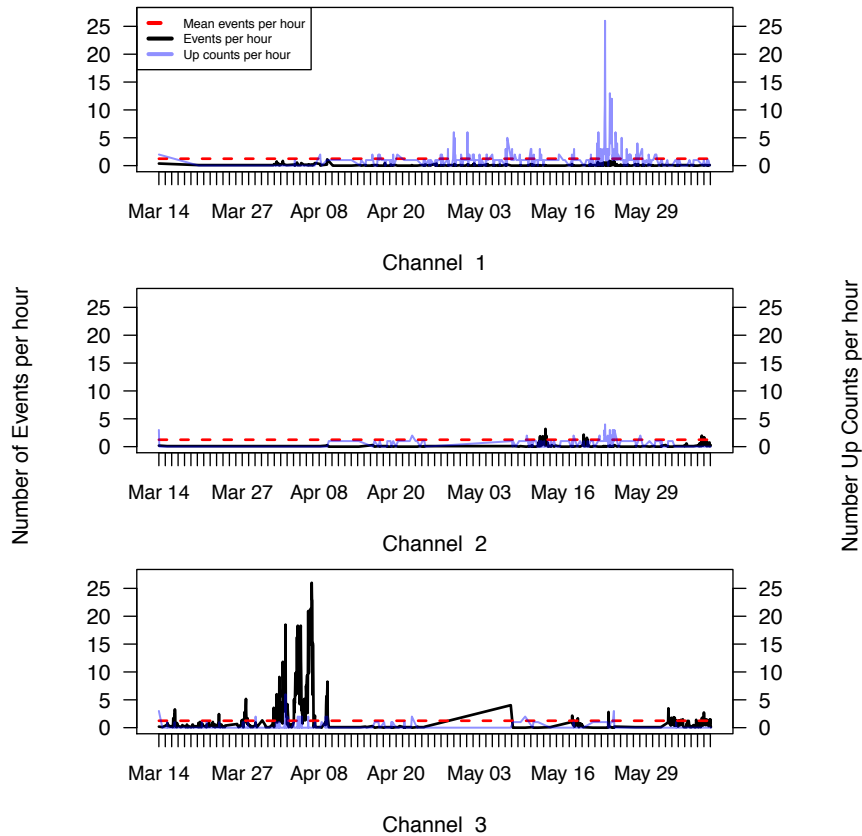 Mean events per hour
Events per hour
Up counts per hour
25 25
20 20
15 15
10 10
5 5
0 0
Mar 14 Mar 27 Apr 08 Apr 20 May 03 May 16 May 29
Channel 1
Number of Events per hour
Number Up Counts per hour
25 25
20 20
15 15
10 10
5 5
0 0
Mar 14 Mar 27 Apr 08 Apr 20 May 03 May 16 May 29
Channel 2
25 25
20 20
15 15
10 10
5 5
0 0
Mar 14 Mar 27 Apr 08 Apr 20 May 03 May 16 May 29
Channel 3